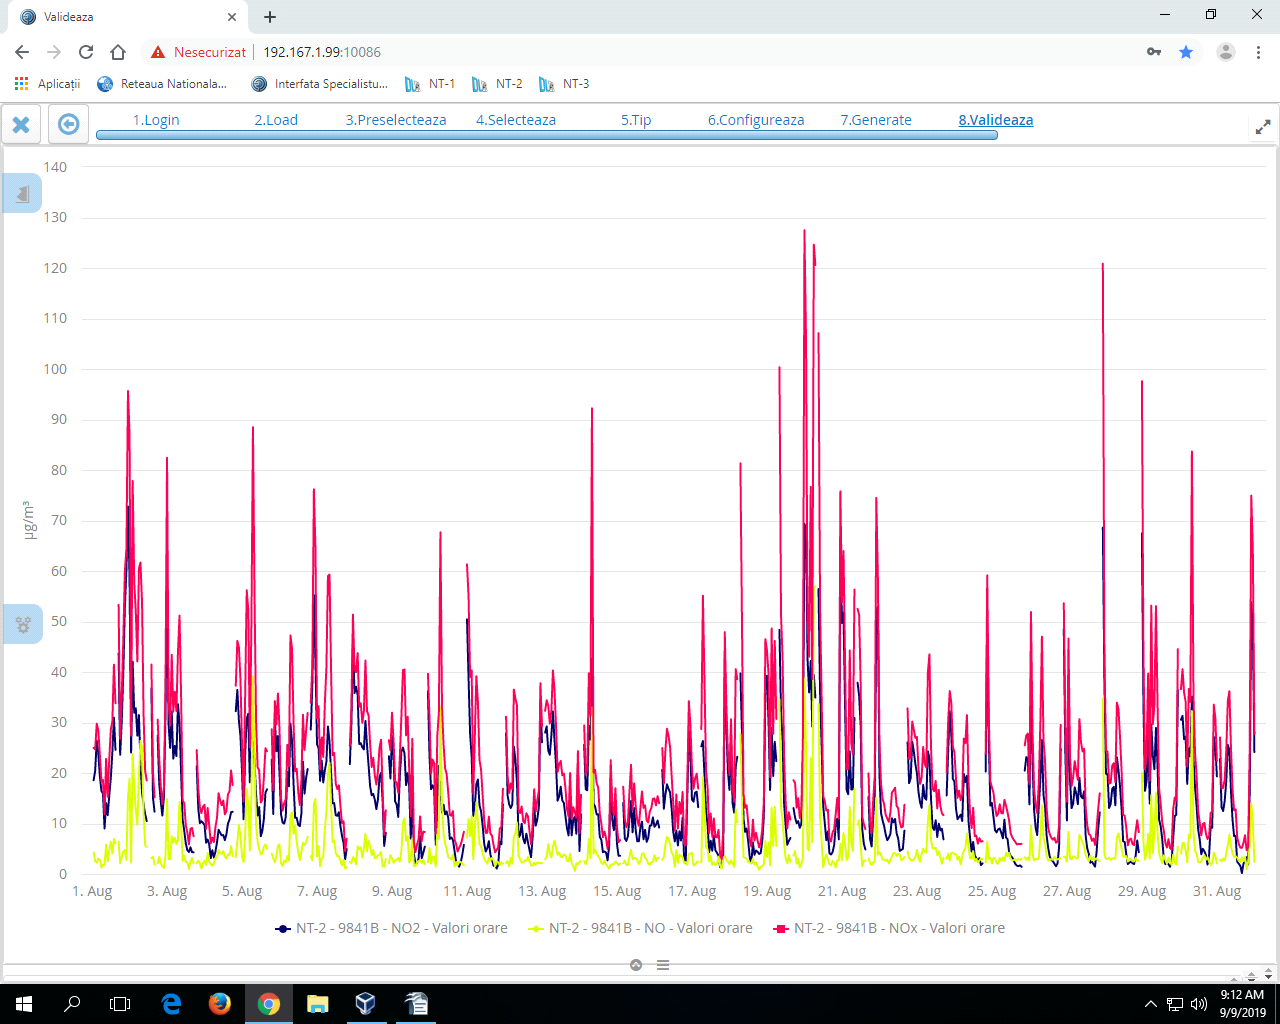 Valideaza
Nesecurizat
192.167.1.99:10086
Aplicații
Reteaua Nationala...
Interfata Specialistu...
NT-1
NT-2
NT-3
1.Login
2.Load
3.Preselecteaza
4.Selecteaza
5.Tip
6.Configureaza
7.Generate
8.Valideaza
140
130
120
110
100
90
80
70
60
50
40
30
20
10
0
µg/m³
1. Aug
3. Aug
5. Aug
7. Aug
9. Aug
11. Aug
13. Aug
15. Aug
17. Aug
19. Aug
21. Aug
23. Aug
25. Aug
27. Aug
29. Aug
31. Aug
NT-2 - 9841B - NO2 - Valori orare
NT-2 - 9841B - NO - Valori orare
NT-2 - 9841B - NOx - Valori orare
9:12 AM
9/9/2019